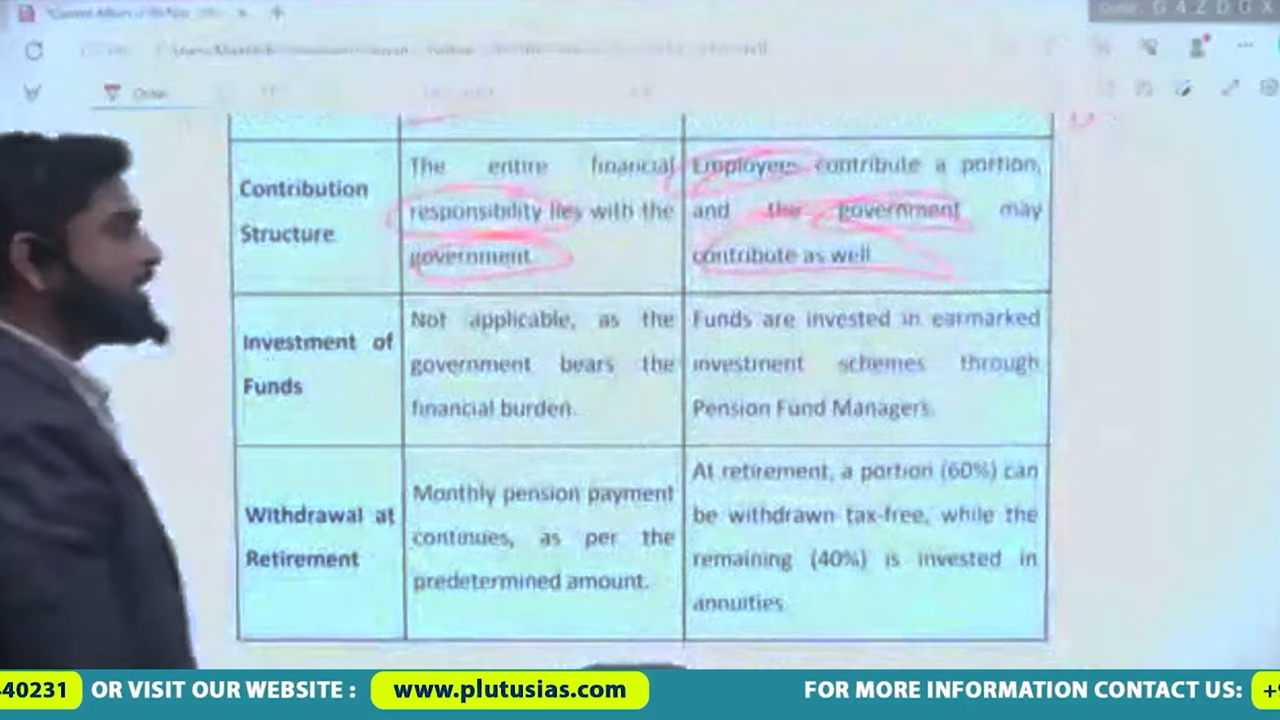 Draw
Contribution
Structure
The entire financial
responsibility lies with the
government.
Employees contribute a portion,
and the government may
contribute as well
Investment of
Funds
Not applicable, as the
government bears the
financial burden.
Funds are invested in earmarked
investment schemes through
Pension Fund Managers.
Withdrawal at
Retirement
Monthly pension payment
continues, as per the
predetermined amount.
At retirement, a portion (60%) can
be withdrawn tax-free, while the
remaining (40%) is invested in
annuities.
40231 OR VISIT OUR WEBSITE : www.plutusias.com FOR MORE INFORMATION CONTACT US: